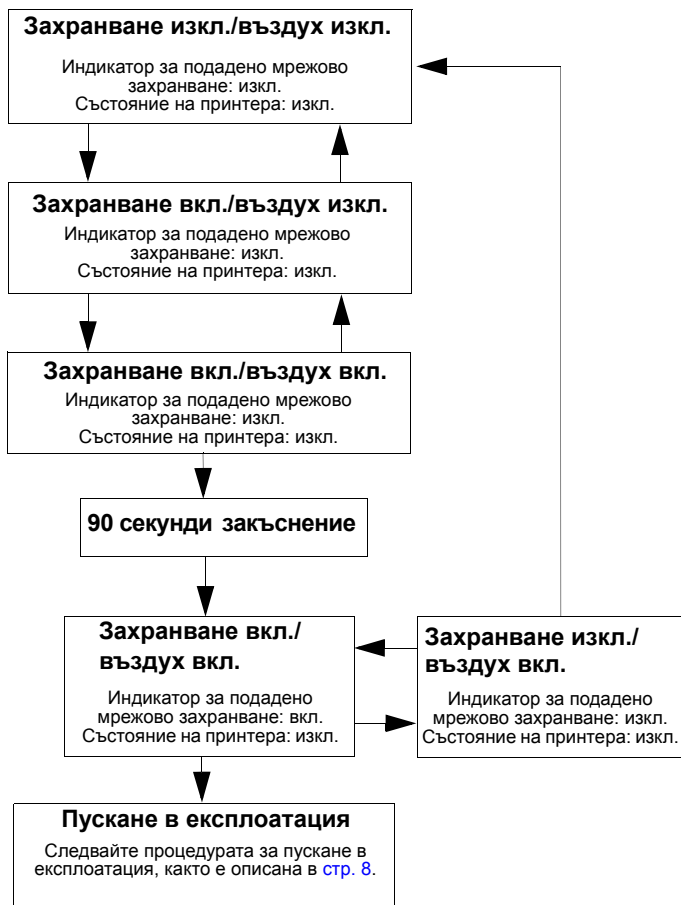 Захранване изкл./въздух изкл.
Индикатор за подадено мрежово
захранване: изкл.
Състояние на принтера: изкл.
Захранване вкл./въздух изкл.
Индикатор за подадено мрежово
захранване: изкл.
Състояние на принтера: изкл.
Захранване вкл./въздух вкл.
Индикатор за подадено мрежово
захранване: изкл.
Състояние на принтера: изкл.
90 секунди закъснение
Захранване вкл./
въздух вкл.
Индикатор за подадено
мрежово захранване: вкл.
Състояние на принтера: изкл.
Захранване изкл./
въздух вкл.
Индикатор за подадено
мрежово захранване: изкл.
Състояние на принтера: изкл.
Пускане в експлоатация
Следвайте процедурата за пускане в
експлоатация, както е описана в стр. 8.